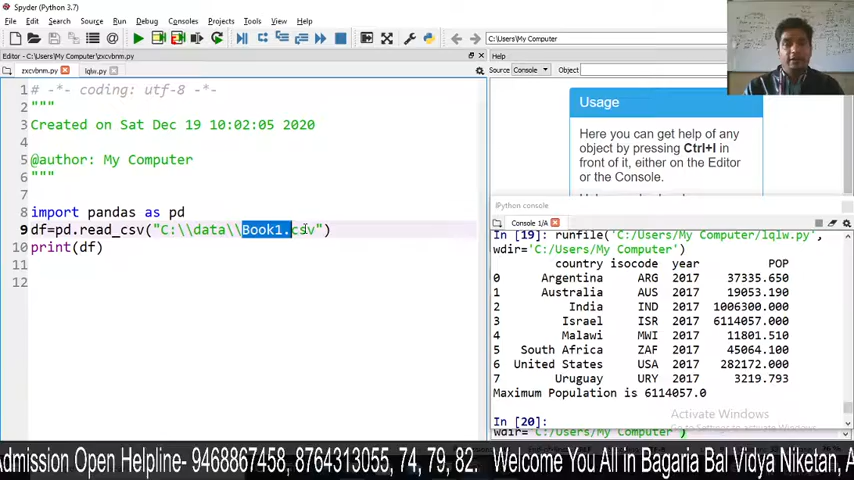 Spyder (Python 3.7)
File Edit Search Source Run Debug Consoles Projects Tools View Help
C:\Users\My Computer
Editor - C:\Users\My Computer\zxcvbnm.py
Help
zxcvbnm.py lqlw.py
Source Console Object
1 # -*- coding: utf-8 -*-
2 """
3 Created on Sat Dec 19 10:02:05 2020
4
5 @author: My Computer
6 """
7
8 import pandas as pd
9 df=pd.read_csv("C:\\data\\Book1.csv")
10 print(df)
11
12
Usage
Here you can get help of any
object by pressing Ctrl+I in
front of it, either on the Editor
or the Console.
IPython console
Console 1/A
In [19]: runfile('C:/Users/My Computer/lqlw.py',
wdir='C:/Users/My Computer')
country isocode year POP
0 Argentina ARG 2017 37335.650
1 Australia AUS 2017 19053.190
2 India IND 2017 1006300.000
3 Israel ISR 2017 6114057.000
4 Malawi MWI 2017 11801.510
5 South Africa ZAF 2017 45064.100
6 United States USA 2017 282172.000
7 Uruguay URY 2017 3219.793
Maximum Population is 6114057.0
In [20]:
Activate Windows
wdir='C:/Users/My Computer')
Admission Open Helpline- 9468867458, 8764313055, 74, 79, 82. Welcome You All in Bagaria Bal Vidya Niketan, A